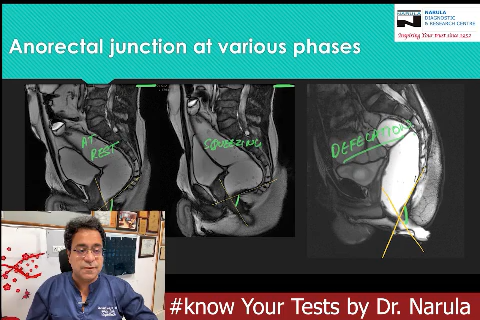 NARULA
DIAGNOSTIC
& RESEARCH CENTRE
Inspiring Your trust since 1952
Anorectal junction at various phases
AT
REST
SQUEEZING
DEFECATION
#know Your Tests by Dr. Narula